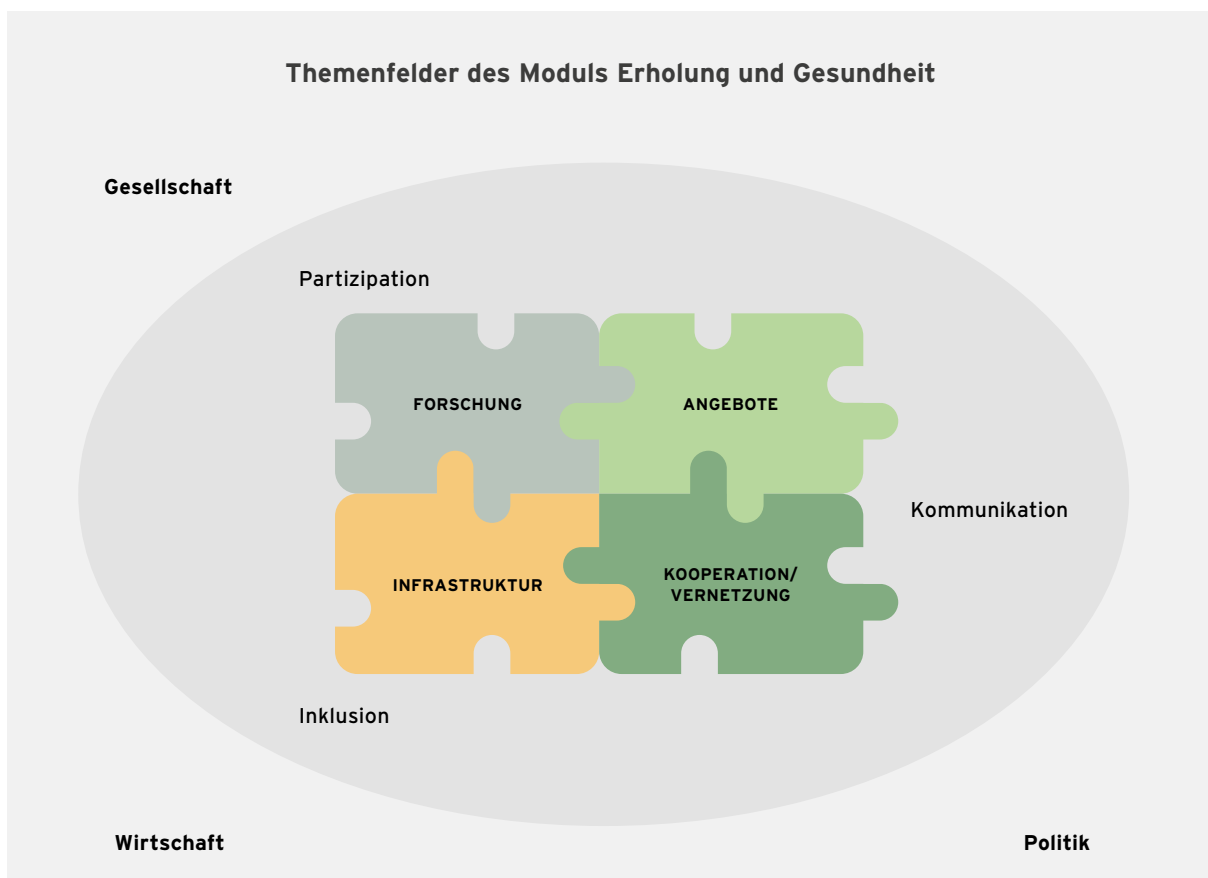 Themenfelder des Moduls Erholung und Gesundheit
Gesellschaft
Partizipation
FORSCHUNG
ANGEBOTE
Kommunikation
INFRASTRUKTUR
KOOPERATION/
VERNETZUNG
Inklusion
Wirtschaft
Politik